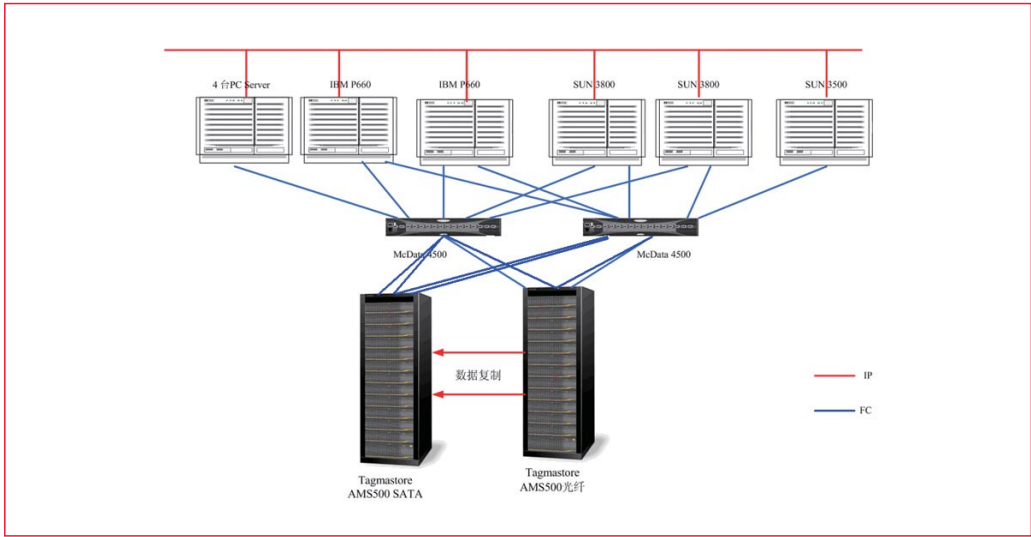 4 台PC Server
IBM P660
IBM P660
SUN 3800
SUN 3800
SUN 3500
McData 4500
McData 4500
数据复制
IP
FC
Tagmastore
AMS500 SATA
Tagmastore
AMS500光纤